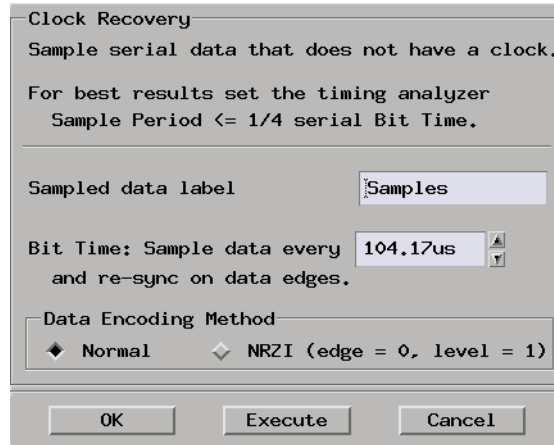 Clock Recovery
Sample serial data that does not have a clock.
For best results set the timing analyzer
Sample Period <= 1/4 serial Bit Time.
Sampled data label Samples
Bit Time: Sample data every 104.17us
and re-sync on data edges.
Data Encoding Method
Normal NRZI (edge = 0, level = 1)
OK Execute Cancel